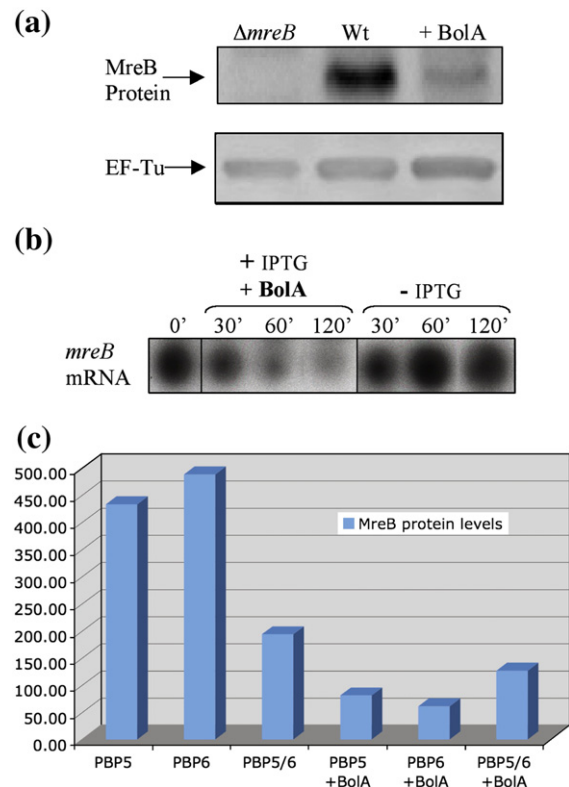 (a)
ΔmreB Wt + BolA
MreB
Protein
EF-Tu
(b)
+ IPTG
+ BolA - IPTG
0’ 30’ 60’ 120’ 30’ 60’ 120’
mreB
mRNA
(c)
500.00
450.00
400.00
350.00
300.00
250.00
200.00
150.00
100.00
50.00
0.00
MreB protein levels
PBP5 PBP6 PBP5/6 PBP5 PBP6 PBP5/6
+BolA +BolA +BolA